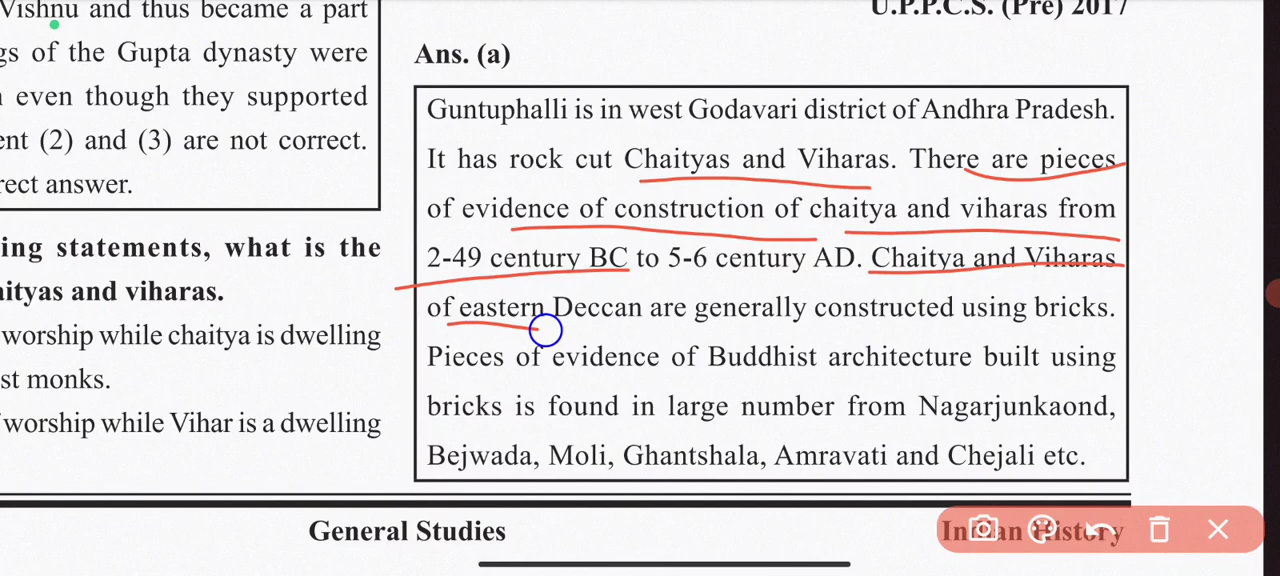 Vishnu and thus became a part
gs of the Gupta dynasty were
even though they supported
ent (2) and (3) are not correct.
rect answer.
ing statements, what is the
aityas and viharas.
worship while chaitya is dwelling
st monks.
worship while Vihar is a dwelling
U.P.P.C.S. (Pre) 2017
Ans. (a)
Guntuphalli is in west Godavari district of Andhra Pradesh.
It has rock cut Chaityas and Viharas. There are pieces
of evidence of construction of chaitya and viharas from
2-49 century BC to 5-6 century AD. Chaitya and Viharas
of eastern Deccan are generally constructed using bricks.
Pieces of evidence of Buddhist architecture built using
bricks is found in large number from Nagarjunkaond,
Bejwada, Moli, Ghantshala, Amravati and Chejali etc.
General Studies
Indian History